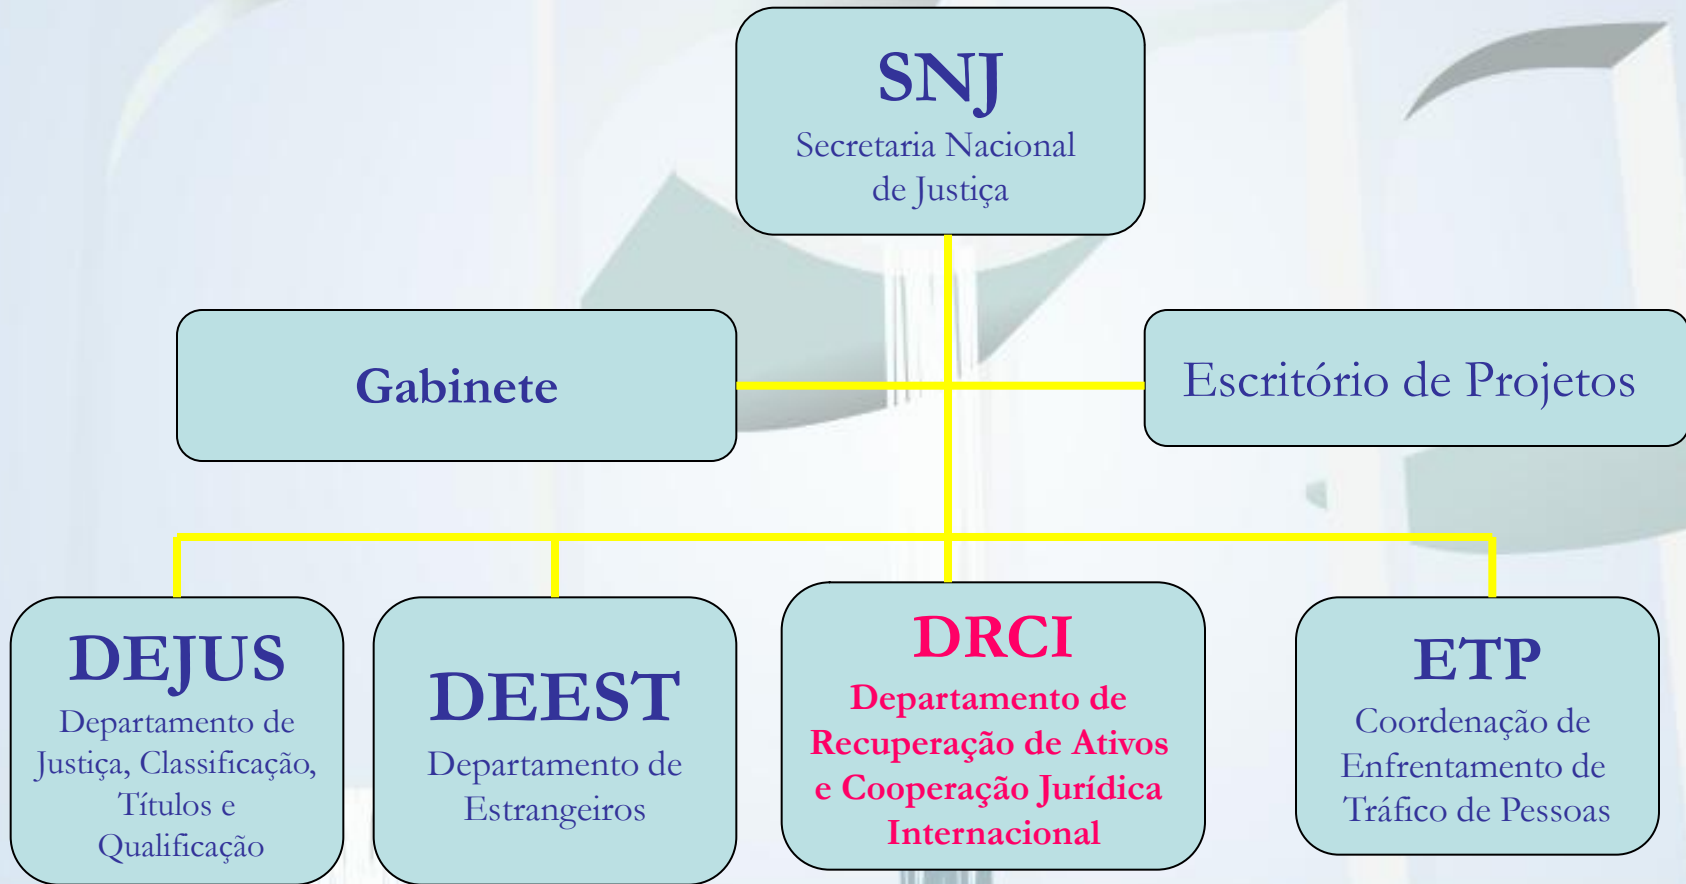 SNJ
Secretaria Nacional
de Justiça
Gabinete
Escritório de Projetos
DEJUS
Departamento de
Justiça, Classificação,
Títulos e
Qualificação
DEEST
Departamento de
Estrangeiros
DRCI
Departamento de
Recuperação de Ativos
e Cooperação Jurídica
Internacional
ETP
Coordenação de
Enfrentamento de
Tráfico de Pessoas